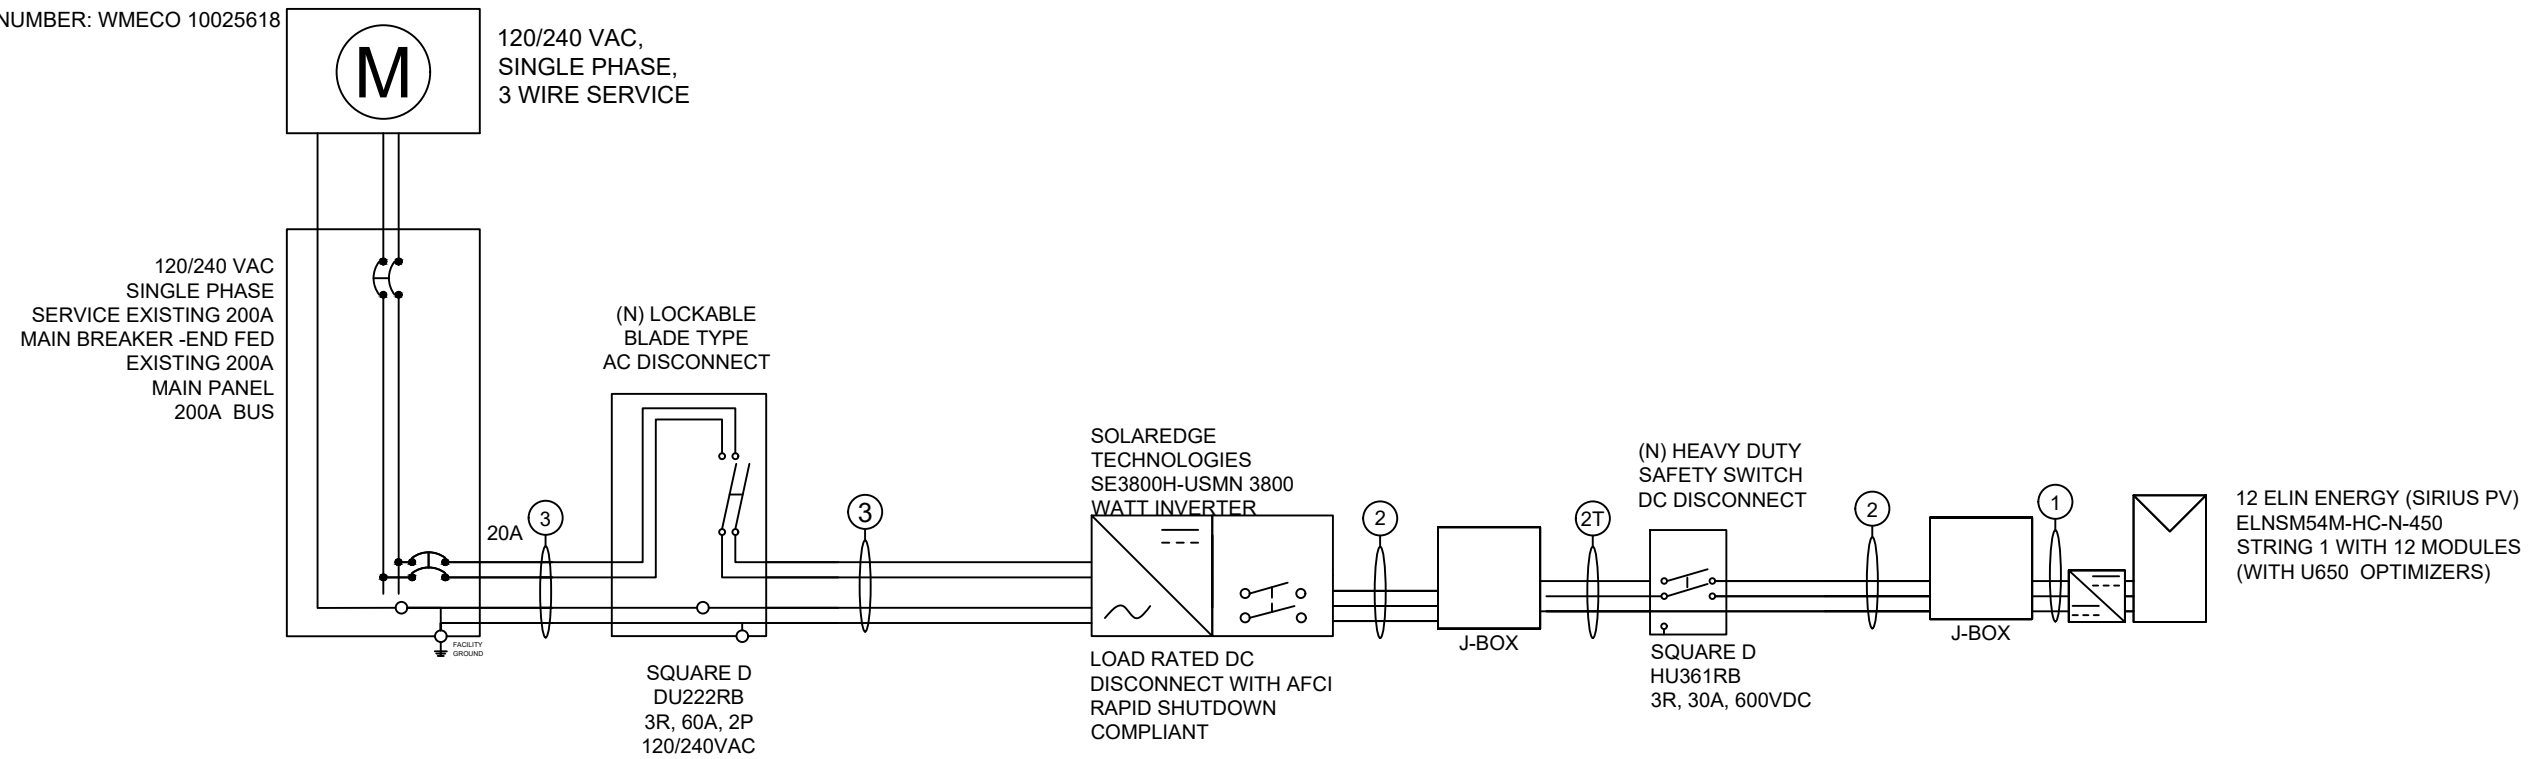 NUMBER: WMECO 10025618
M
120/240 VAC,
SINGLE PHASE,
3 WIRE SERVICE
120/240 VAC
SINGLE PHASE
SERVICE EXISTING 200A
MAIN BREAKER -END FED
EXISTING 200A
MAIN PANEL
200A BUS
20A
FACILITY
GROUND
3
(N) LOCKABLE
BLADE TYPE
AC DISCONNECT
SQUARE D
DU222RB
3R, 60A, 2P
120/240VAC
3
SOLAREDGE
TECHNOLOGIES
SE3800H-USMN 3800
WATT INVERTER
LOAD RATED DC
DISCONNECT WITH AFCI
RAPID SHUTDOWN
COMPLIANT
2
J-BOX
2T
(N) HEAVY DUTY
SAFETY SWITCH
DC DISCONNECT
SQUARE D
HU361RB
3R, 30A, 600VDC
2
J-BOX
1
12 ELIN ENERGY (SIRIUS PV)
ELNSM54M-HC-N-450
STRING 1 WITH 12 MODULES
(WITH U650 OPTIMIZERS)